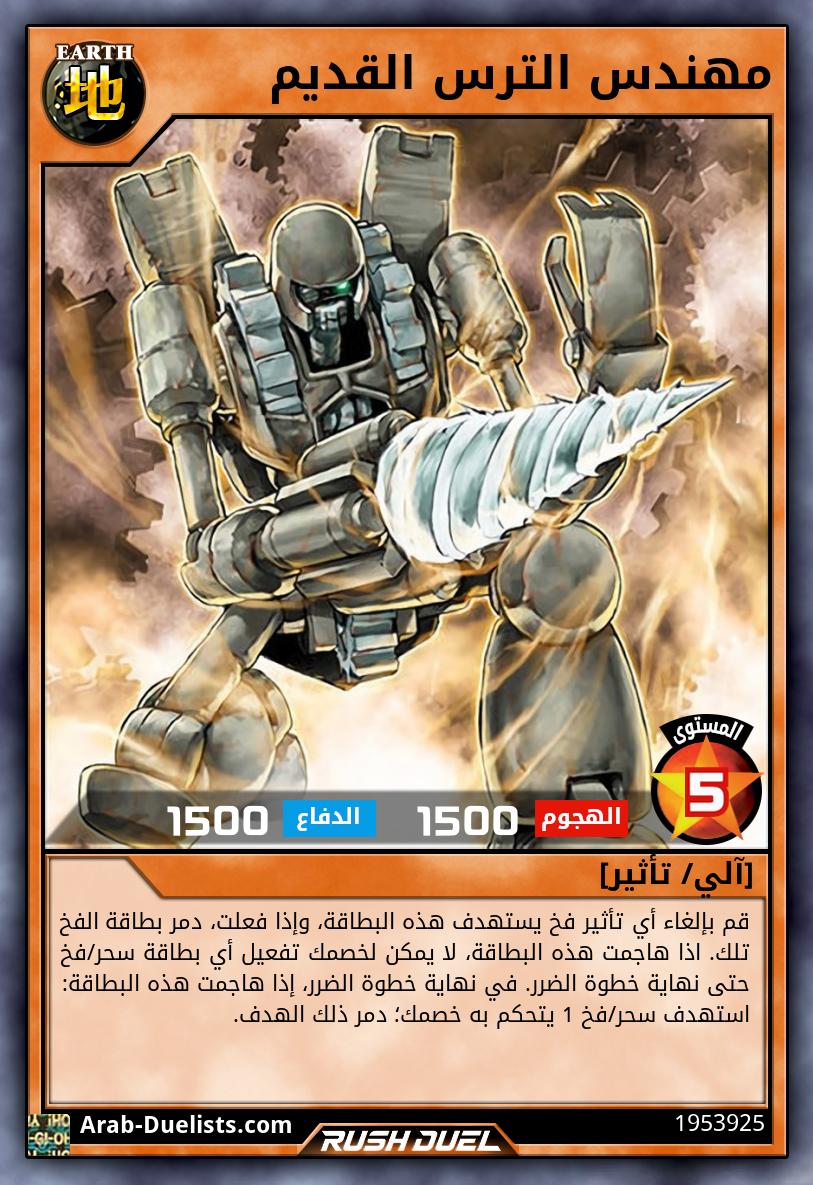 EARTH
地
مهندس الترس القديم
المستوى
5
الهجوم 1500 الدفاع 1500
[آلي/ تأثير]
قم بإلغاء أي تأثير فخ يستهدف هذه البطاقة، وإذا فعلت، دمر بطاقة الفخ
تلك. اذا هاجمت هذه البطاقة، لا يمكن لخصمك تفعيل أي بطاقة سحر/فخ
حتى نهاية خطوة الضرر. في نهاية خطوة الضرر، إذا هاجمت هذه البطاقة:
استهدف سحر/فخ 1 يتحكم به خصمك؛ دمر ذلك الهدف.
Arab-Duelists.com
RUSH DUEL
1953925